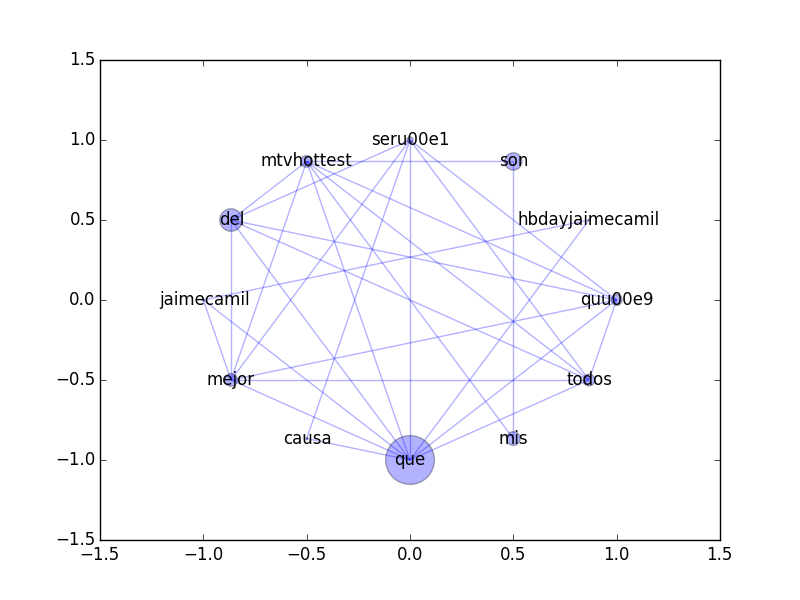 1.5
1.0
0.5
0.0
−0.5
−1.0
−1.5
seru00e1
mtvhottest
son
del
hbdayjaimecamil
jaimecamil
quu00e9
mejor
todos
causa
mis
que
−1.5 −1.0 −0.5 0.0 0.5 1.0 1.5